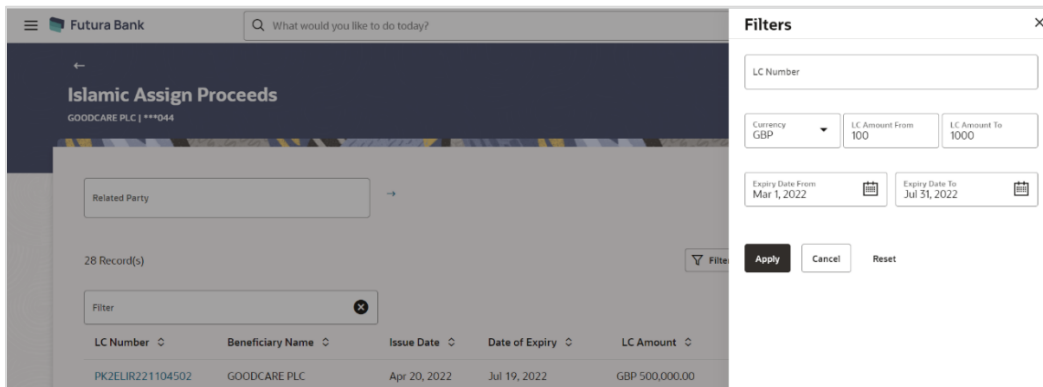 Futura Bank
What would you like to do today?
Islamic Assign Proceeds
GOODCARE PLC | ***044
Related Party
28 Record(s)
Filte
Filter
LC Number Beneficiary Name Issue Date Date of Expiry LC Amount
PK2ELIR221104502 GOODCARE PLC Apr 20, 2022 Jul 19, 2022 GBP 500,000.00
Filters
LC Number
Currency LC Amount From LC Amount To
GBP 100 1000
Expiry Date From Expiry Date To
Mar 1, 2022 Jul 31, 2022
Apply Cancel Reset